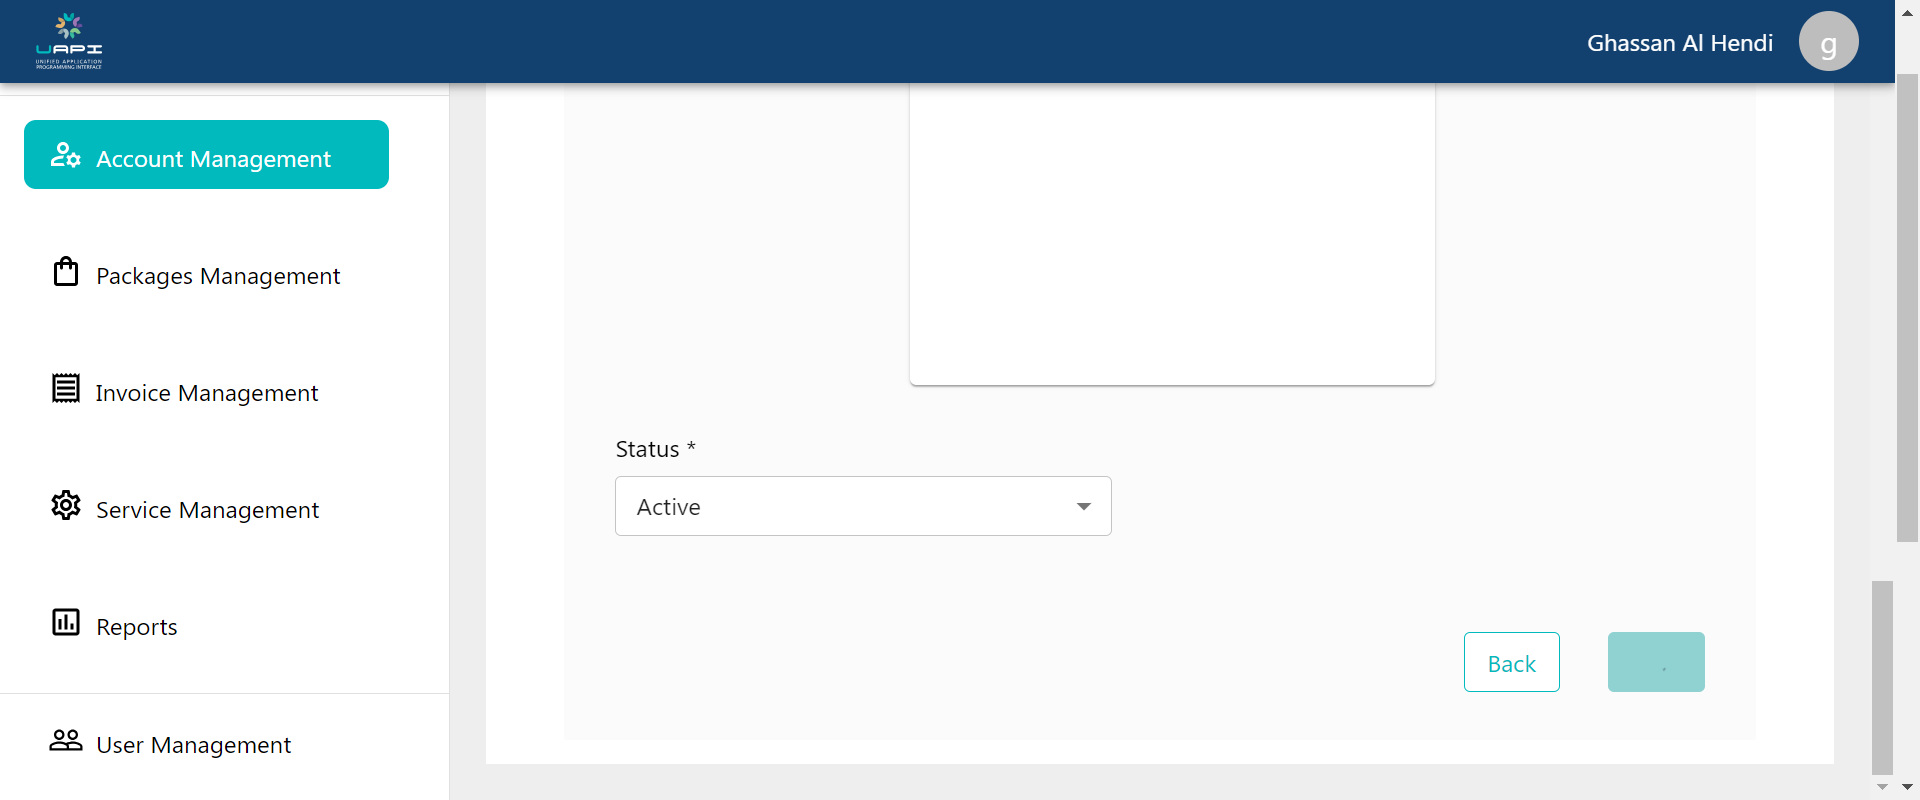 UAPI
UNIFIED APPLICATION
PROGRAMMING INTERFACE
Ghassan Al Hendi
g
Account Management
Packages Management
Invoice Management
Service Management
Reports
User Management
Status *
Active
Back